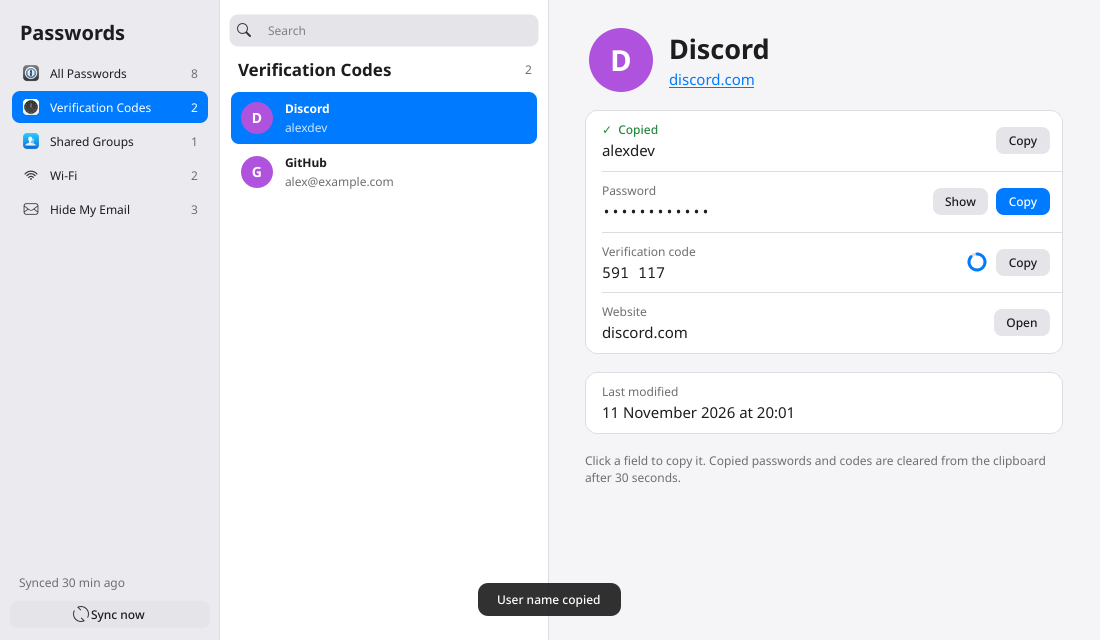 Passwords
All Passwords 8
Verification Codes 2
Shared Groups 1
Wi-Fi 2
Hide My Email 3
Synced 30 min ago
Sync now
Search
Verification Codes 2
D Discord
alexdev
G GitHub
alex@example.com
D Discord
discord.com
✓ Copied
alexdev
Copy
Password
••••••••••••
Show Copy
Verification code
591 117
Copy
Website
discord.com
Open
Last modified
11 November 2026 at 20:01
Click a field to copy it. Copied passwords and codes are cleared from the clipboard
after 30 seconds.
User name copied